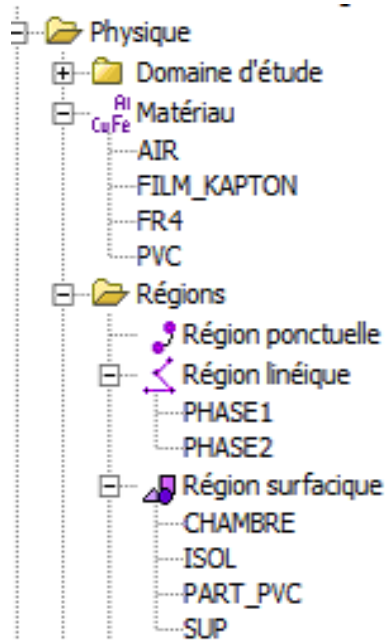 Physique
Domaine d'étude
Al
CuFe Matériau
AIR
FILM_KAPTON
FR4
PVC
Régions
Région ponctuelle
Région linéique
PHASE1
PHASE2
Région surfacique
CHAMBRE
ISOL
PART_PVC
SUP